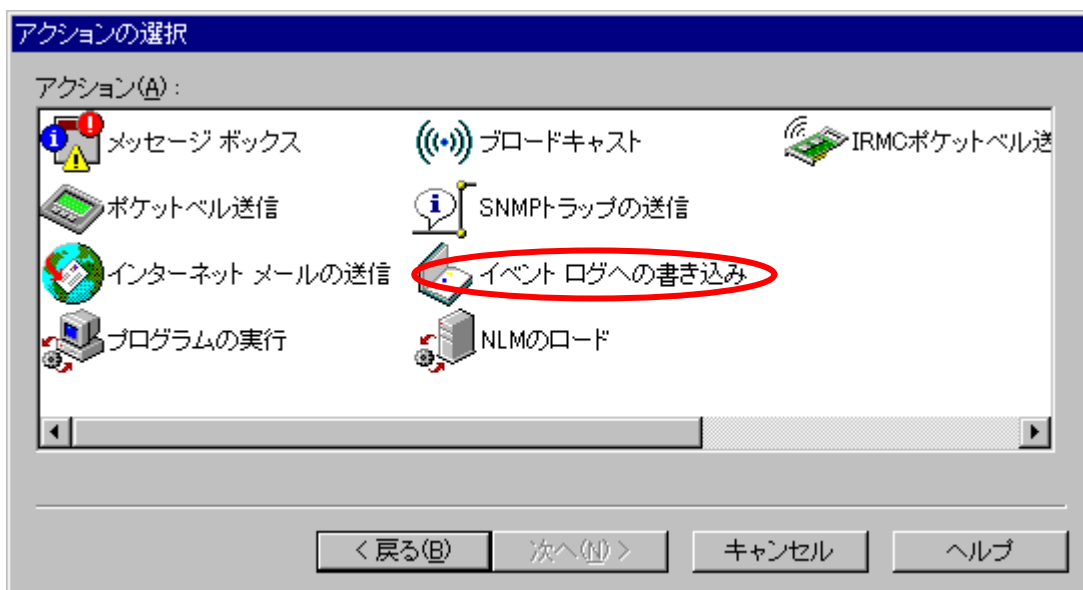 アクションの選択
アクション(A):
メッセージ ボックス
ブロードキャスト
IRMCポケットベル送
ポケットベル送信
SNMPトラップの送信
インターネット メールの送信
イベント ログへの書き込み
プログラムの実行
NLMのロード
< 戻る(B)
次へ(N) >
キャンセル
ヘルプ